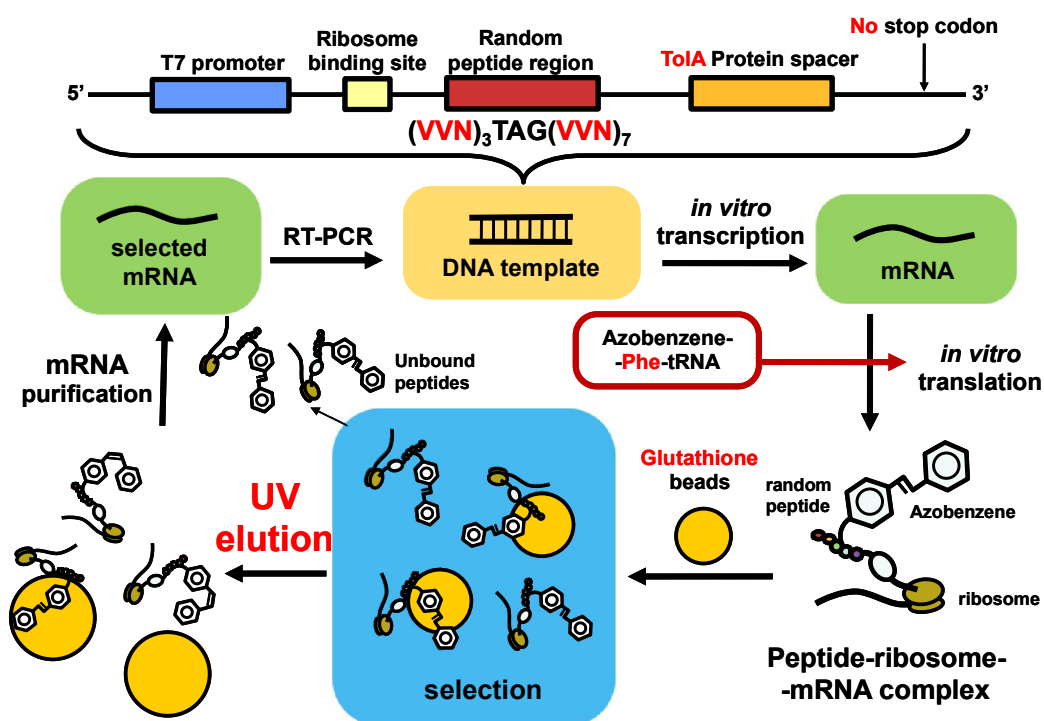 No stop codon
Ribosome
binding site
Random
peptide region
T7 promoter
TolA Protein spacer
5’
3’
(VVN)3TAG(VVN)7
selected
mRNA
RT-PCR
DNA template
in vitro
transcription
mRNA
Azobenzene-
-Phe-tRNA
in vitro
translation
mRNA
purification
Unbound
peptides
Glutathione
beads
random
peptide
Azobenzene
ribosome
UV
elution
selection
Peptide-ribosome-
-mRNA complex